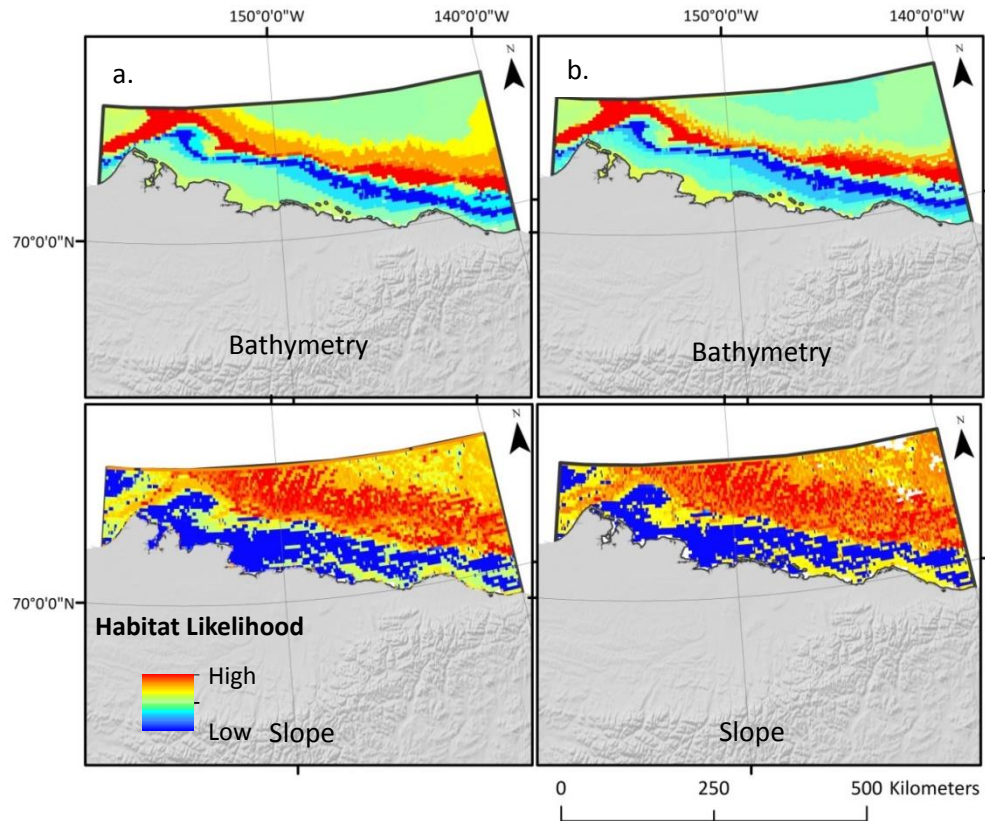 150°0'0"W 140°0'0"W 150°0'0"W 140°0'0"W
a. N b. N
70°0'0"N
Bathymetry Bathymetry
N N
70°0'0"N
Habitat Likelihood
High
Low Slope Slope
0 250 500 Kilometers